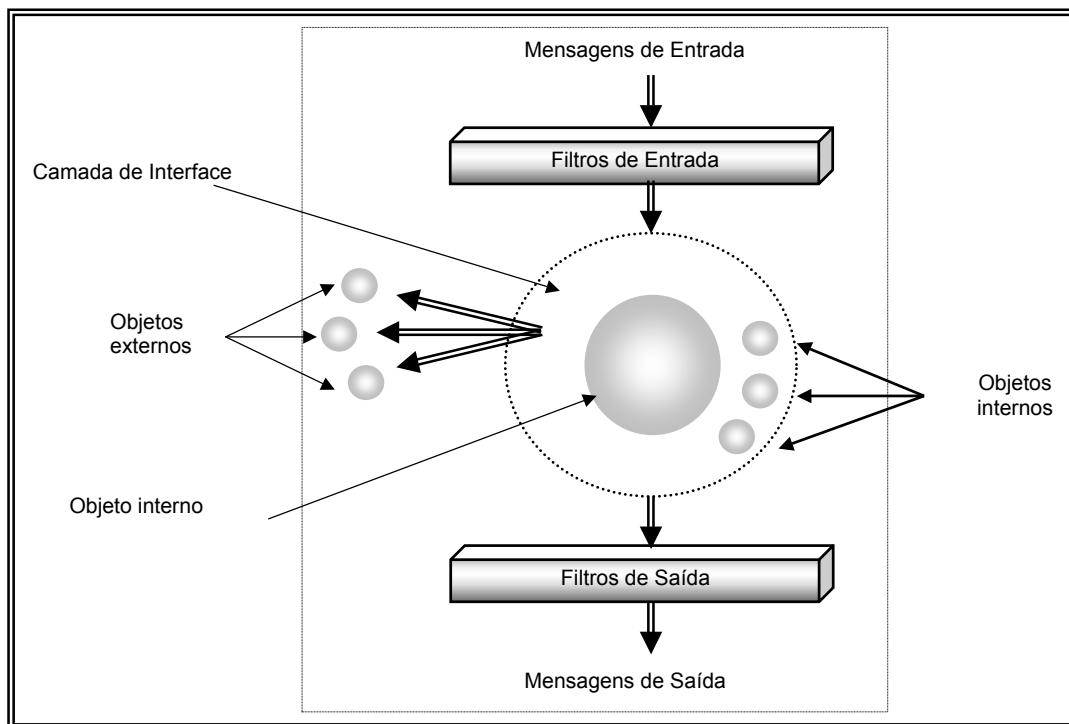 Mensagens de Entrada
Filtros de Entrada
Camada de Interface
Objetos
externos
Objetos
internos
Objeto interno
Filtros de Saída
Mensagens de Saída